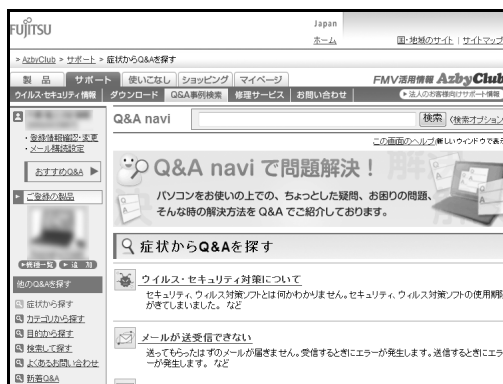 FUJITSU
Japan
ホーム
国・地域のサイト | サイトマップ
> AzbyClub > サポート > 症状からQ&Aを探す
製 品 サポート 使いこなし ショッピング マイページ
FMV活用情報 AzbyClub
ウイルス・セキュリティ情報 ダウンロード Q&A事例検索 修理サービス お問い合わせ
法人のお客様向けサポート情報
Q&A navi
検索 (検索オプション
この画面のヘルプ(新しいウィンドウで表示
・登録情報確認・変更
・メール購読設定
おすすめQ&A
ご登録の製品
機種一覧 追 加
Q&A navi で問題解決!
パソコンをお使いの上での、ちょっとした疑問、お困りの問題、
そんな時の解決方法を Q&A でご紹介しております。
症状からQ&Aを探す
ウイルス・セキュリティ対策について
セキュリティ、ウィルス対策ソフトとは何かわかりません。セキュリティ、ウィルス対策ソフトの使用期限
がきてしまいました。 など
メールが送受信できない
送ってもらったはずのメールが届きません。受信するときにエラーが発生します。送信するときにエラ
ーが発生します。 など
他のQ&Aを探す
症状から探す
カテゴリから探す
目的から探す
検索して探す
よくあるお問い合わせ
新着Q&A